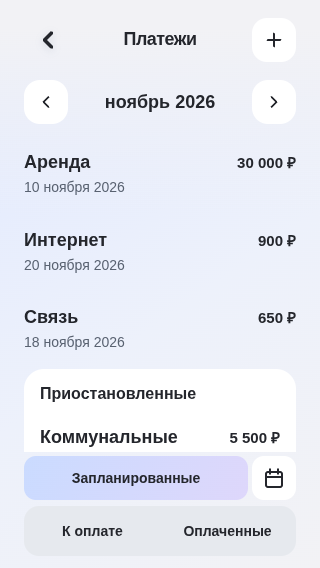 Платежи
ноябрь 2026
Аренда
30 000 ₽
10 ноября 2026
Интернет
900 ₽
20 ноября 2026
Связь
650 ₽
18 ноября 2026
Приостановленные
Коммунальные
5 500 ₽
Запланированные
К оплате
Оплаченные